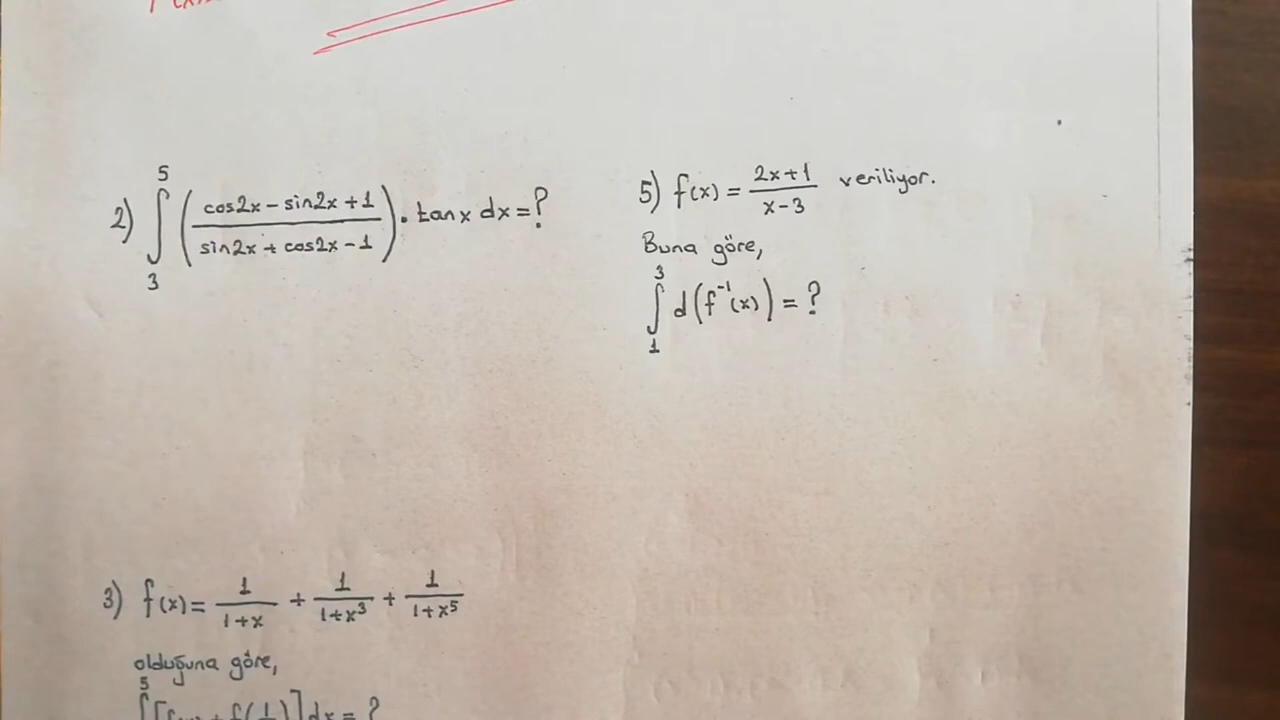 2) ∫₃⁵ ((cos2x - sin2x + 1)/(sin2x + cos2x - 1)) · tanx dx = ?
5) f(x) = (2x+1)/(x-3) veriliyor.
Buna göre,
∫₁³ d(f⁻¹(x)) = ?
3) f(x) = 1/(1+x) + 1/(1+x³) + 1/(1+x⁵)
olduğuna göre,